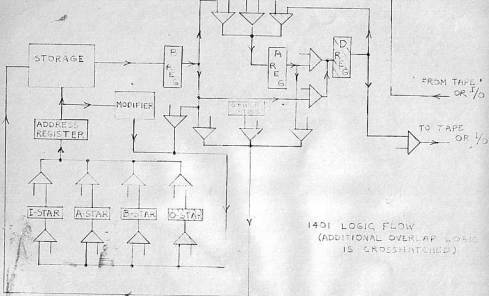 STORAGE
B
REG
A
REG
D
REG
MODIFIER
ADDRESS
REGISTER
I-STAR
A-STAR
B-STAR
O-STAR
"FROM TAPE"
OR I/O
TO TAPE
OR I/O
1401 LOGIC FLOW
(ADDITIONAL OVERLAP LOGIC
IS CROSSHATCHED)